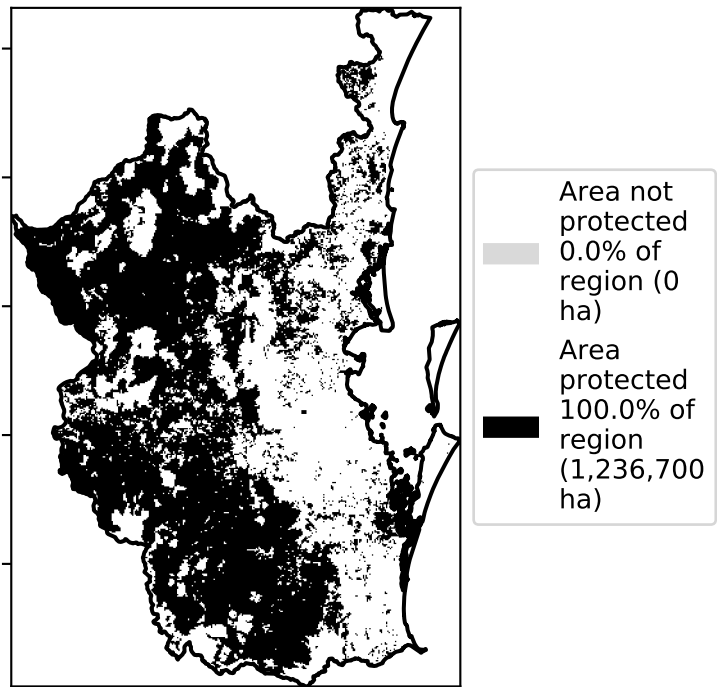 Area not
protected
0.0% of
region (0
ha)
Area
protected
100.0% of
region
(1,236,700
ha)